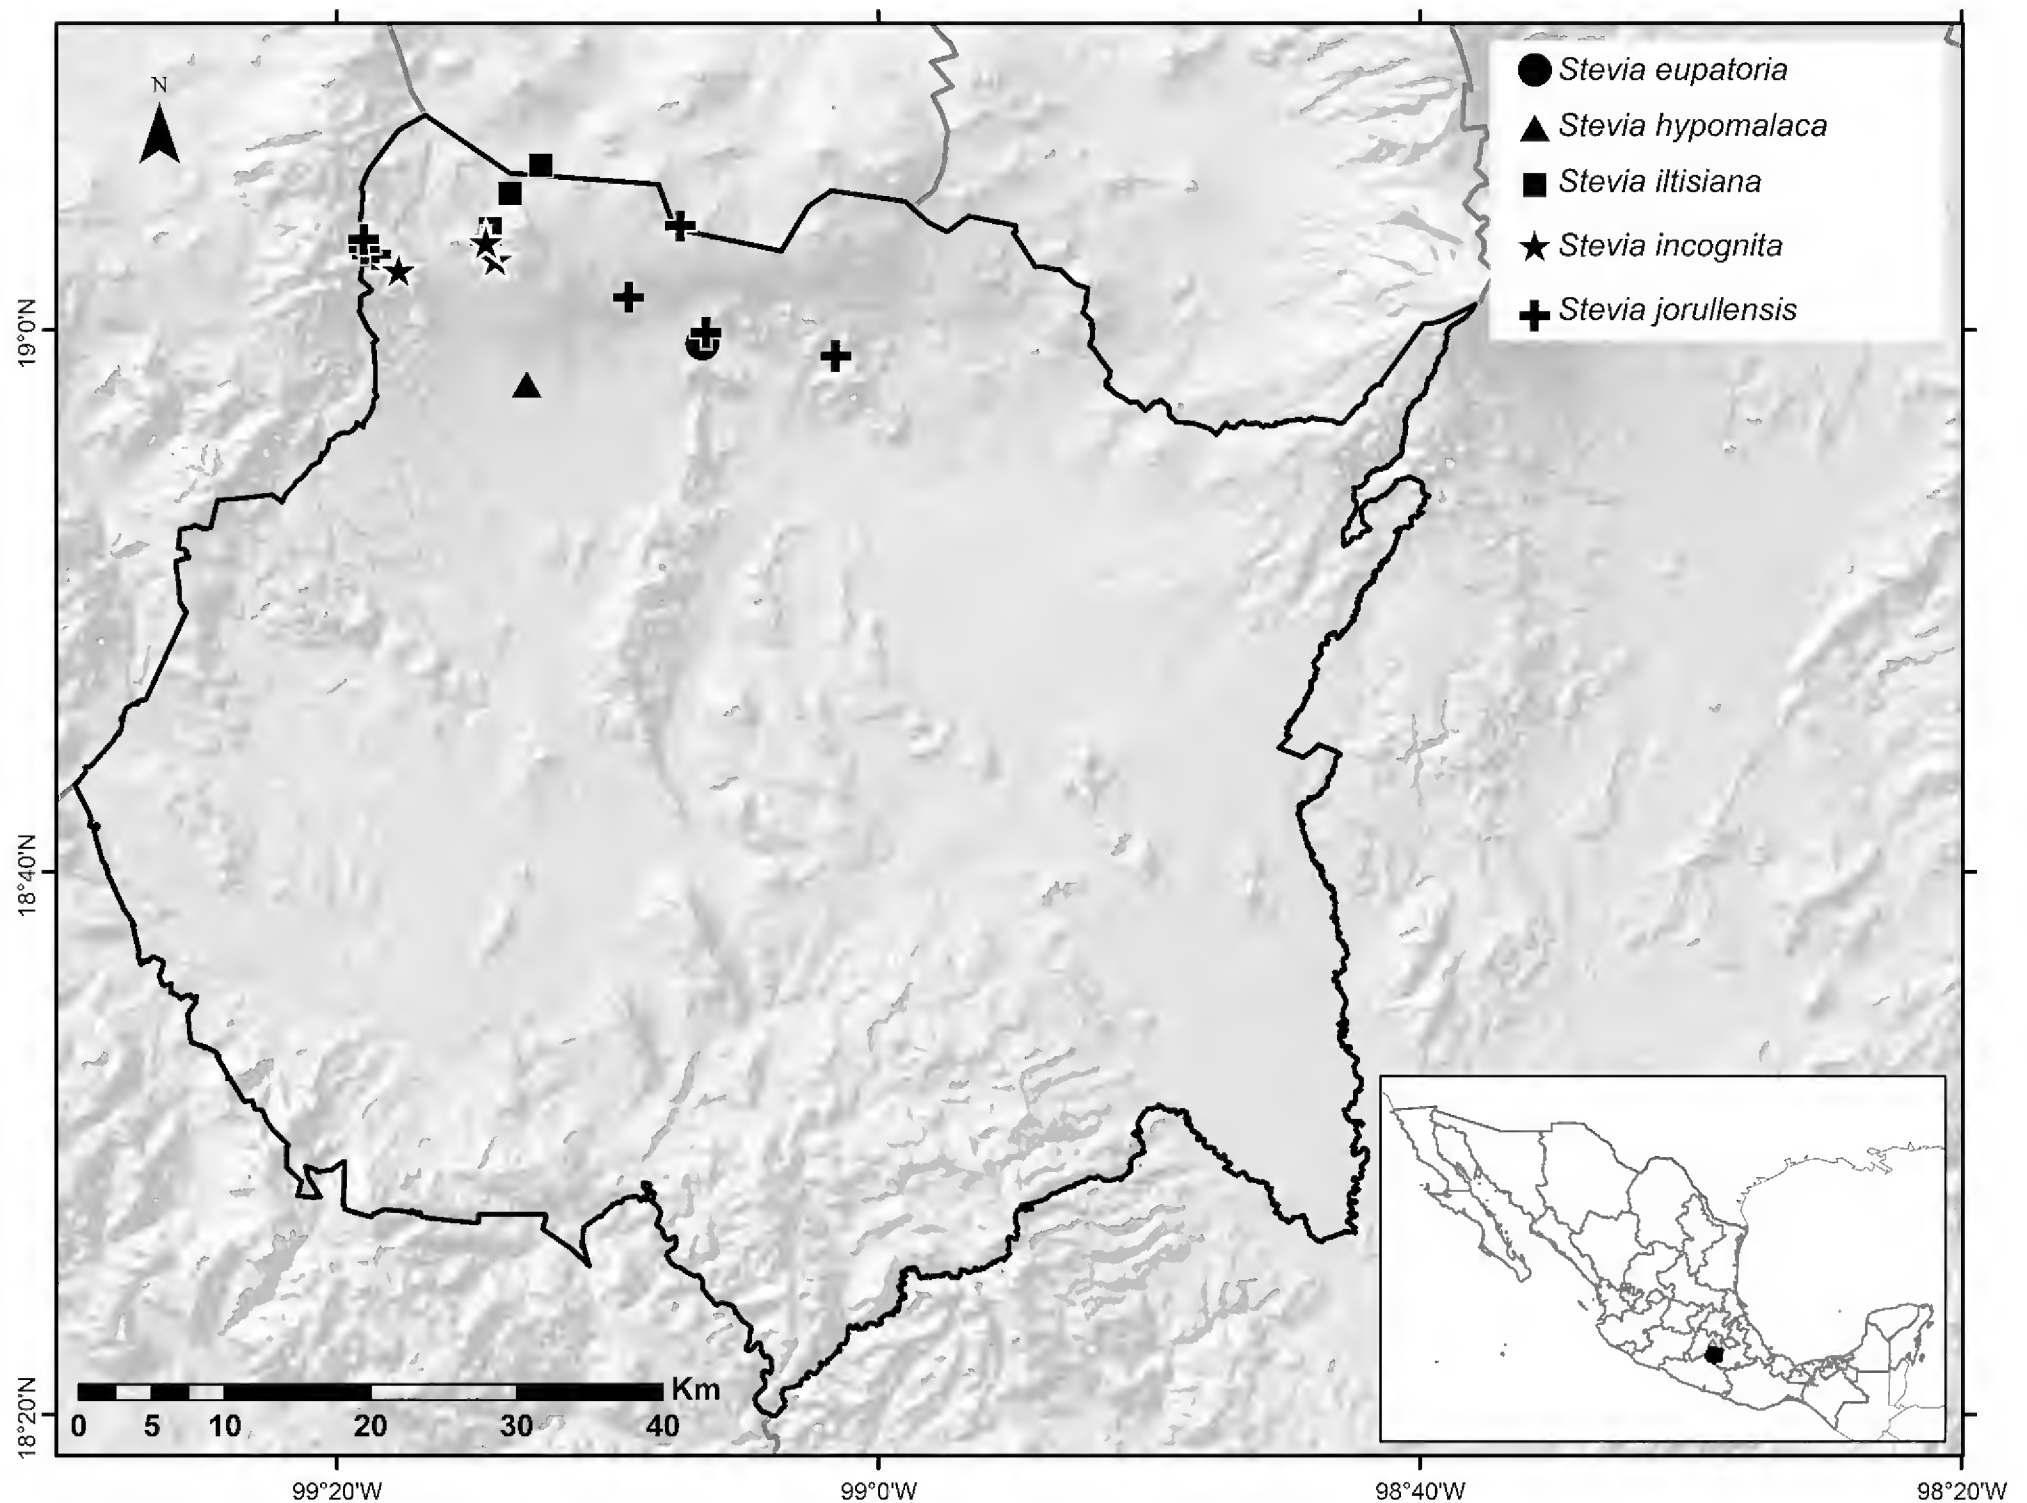 N
Stevia eupatoria
Stevia hypomalaca
Stevia iltisiana
Stevia incognita
Stevia jorullensis
19°0'N
18°40'N
18°20'N
Km
0 5 10 20 30 40
99°20'W 99°0'W 98°40'W 98°20'W